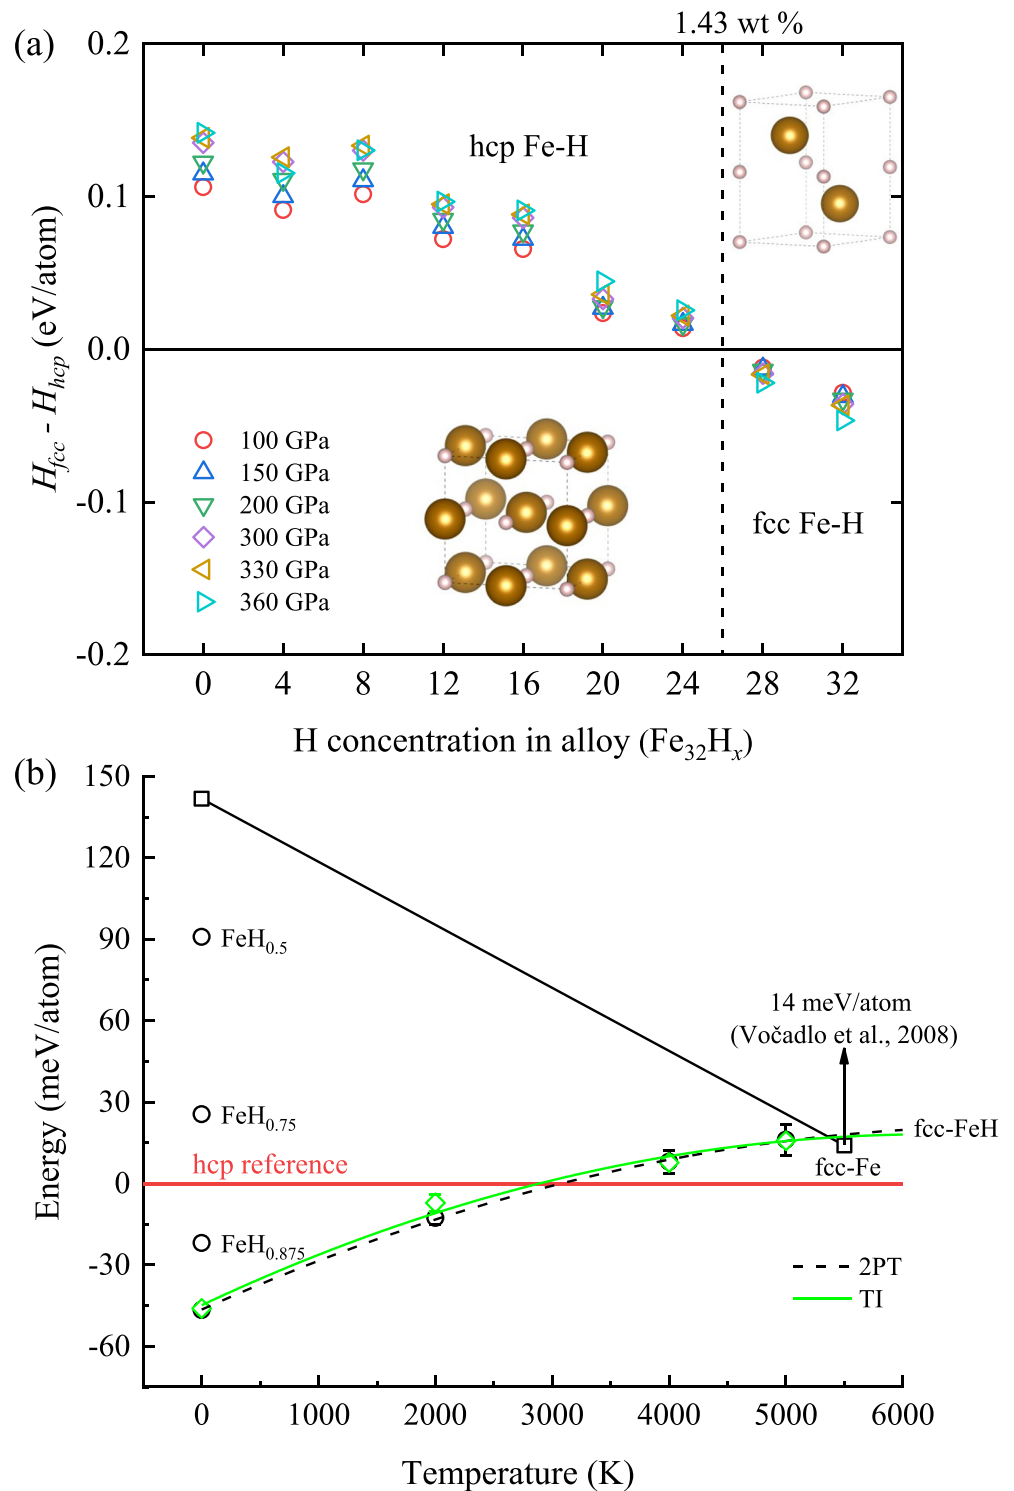 (a)
1.43 wt %
0.2
0.1
0.0
-0.1
-0.2
H_fcc - H_hcp (eV/atom)
hcp Fe-H
fcc Fe-H
100 GPa
150 GPa
200 GPa
300 GPa
330 GPa
360 GPa
0 4 8 12 16 20 24 28 32
H concentration in alloy (Fe₃₂Hₓ)
(b)
150
120
90
60
30
0
-30
-60
Energy (meV/atom)
FeH₀.₅
14 meV/atom
(Vočadlo et al., 2008)
FeH₀.₇₅
fcc-FeH
hcp reference
fcc-Fe
FeH₀.₈₇₅
2PT
TI
0 1000 2000 3000 4000 5000 6000
Temperature (K)